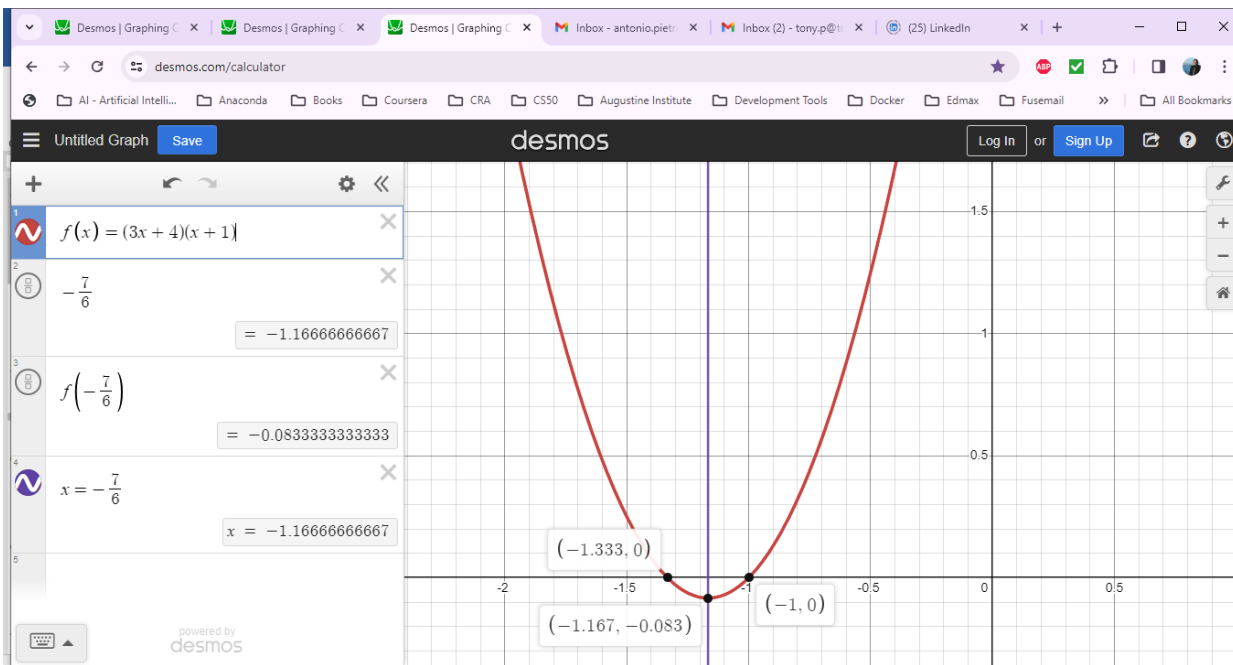 Desmos | Graphing C
Desmos | Graphing C
Desmos | Graphing C
Inbox - antonio.pietr
Inbox (2) - tony.p@t
(25) LinkedIn
desmos.com/calculator
ABP
AI - Artificial Intelli...
Anaconda
Books
Coursera
CRA
CS50
Augustine Institute
Development Tools
Docker
Edmax
Fusemail
»
All Bookmarks
Untitled Graph
Save
desmos
Log In
or
Sign Up
1
f(x) = (3x + 4)(x + 1)
2
-7/6
= -1.16666666667
3
f(-7/6)
= -0.0833333333333
4
x = -7/6
x = -1.16666666667
5
powered by
desmos
1.5
1
0.5
-2
-1.5
-1
-0.5
0
0.5
(-1.333, 0)
(-1, 0)
(-1.167, -0.083)